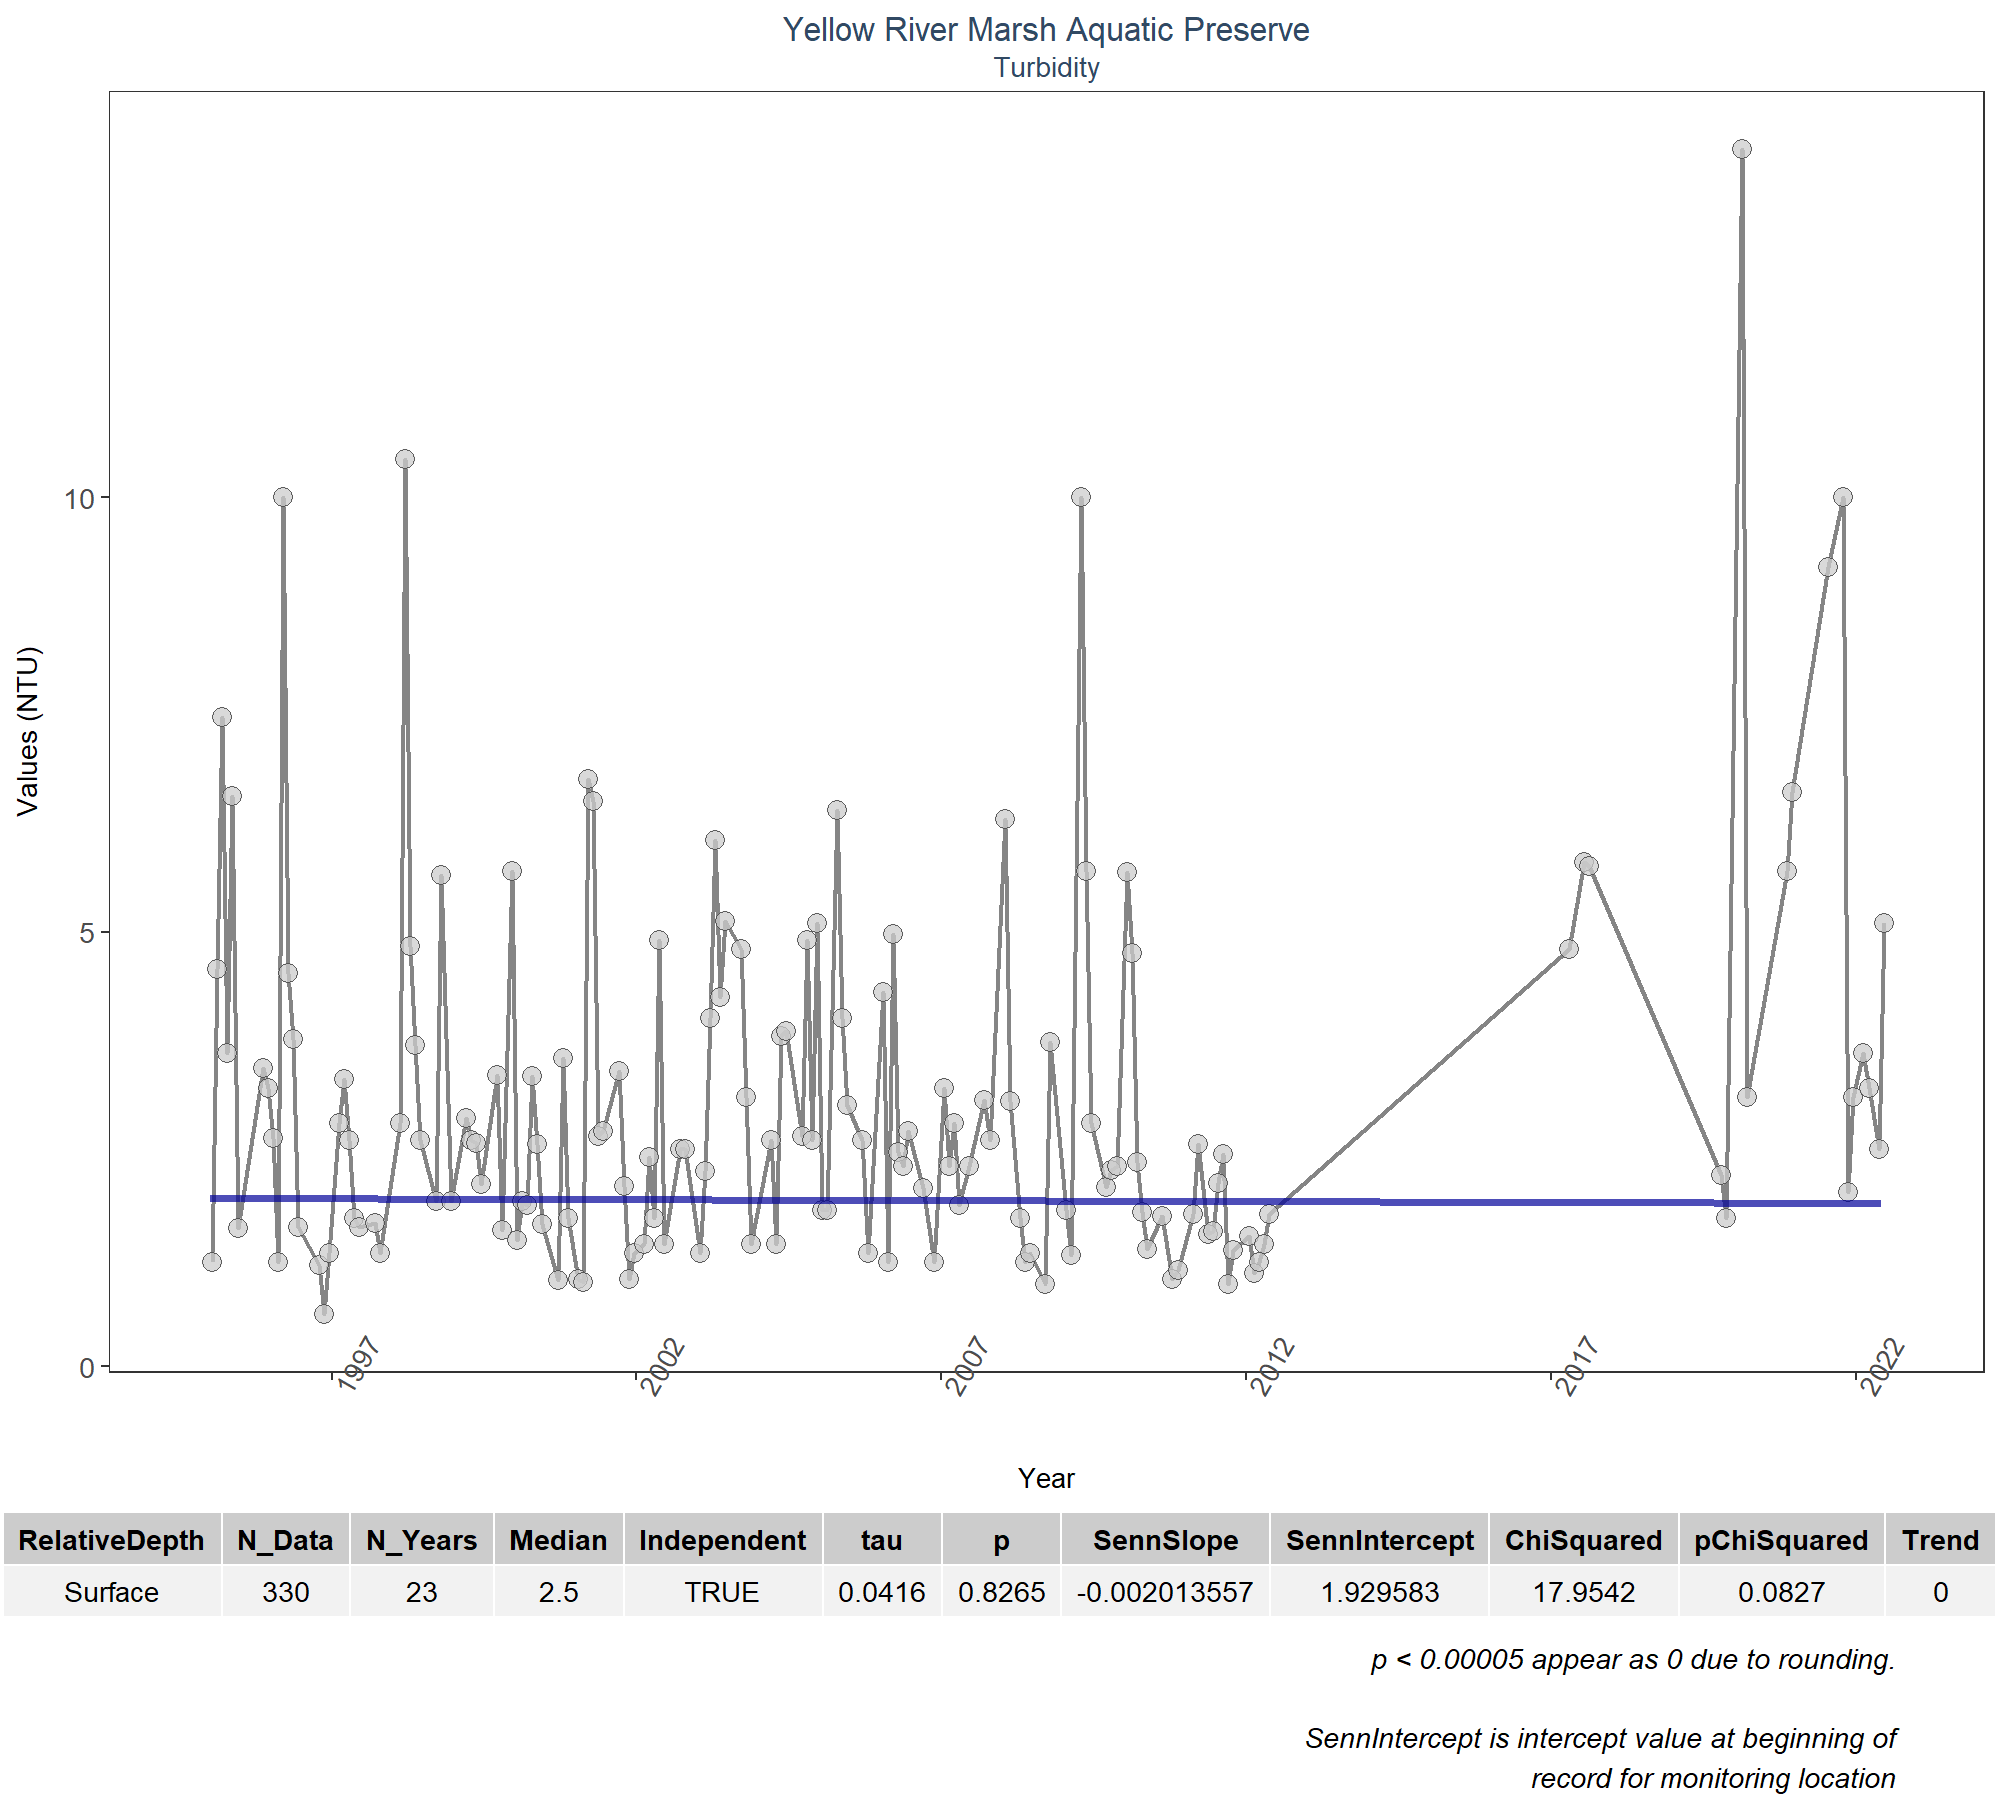 Yellow River Marsh Aquatic Preserve
Turbidity
Values (NTU)
10
5
0
1997
2002
2007
2012
2017
2022
Year
RelativeDepth N_Data N_Years Median Independent tau p SennSlope SennIntercept ChiSquared pChiSquared Trend
Surface 330 23 2.5 TRUE 0.0416 0.8265 -0.002013557 1.929583 17.9542 0.0827 0
p < 0.00005 appear as 0 due to rounding.
SennIntercept is intercept value at beginning of
record for monitoring location